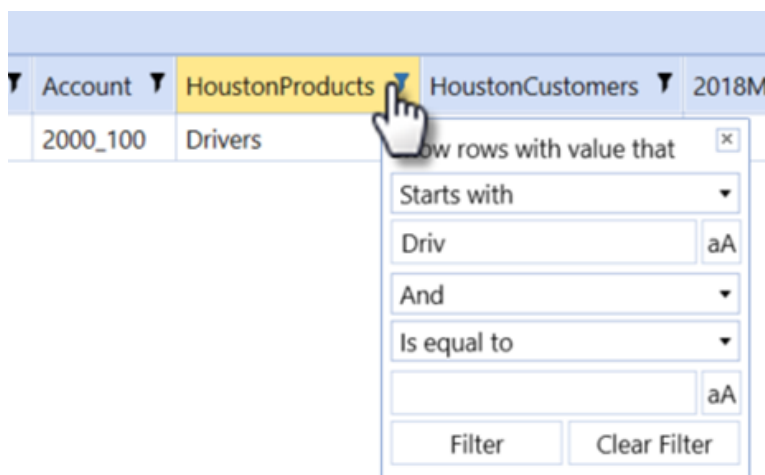 Account HoustonProducts HoustonCustomers 2018M
2000_100 Drivers
rows with value that
Starts with
Driv aA
And
Is equal to
aA
Filter Clear Filter